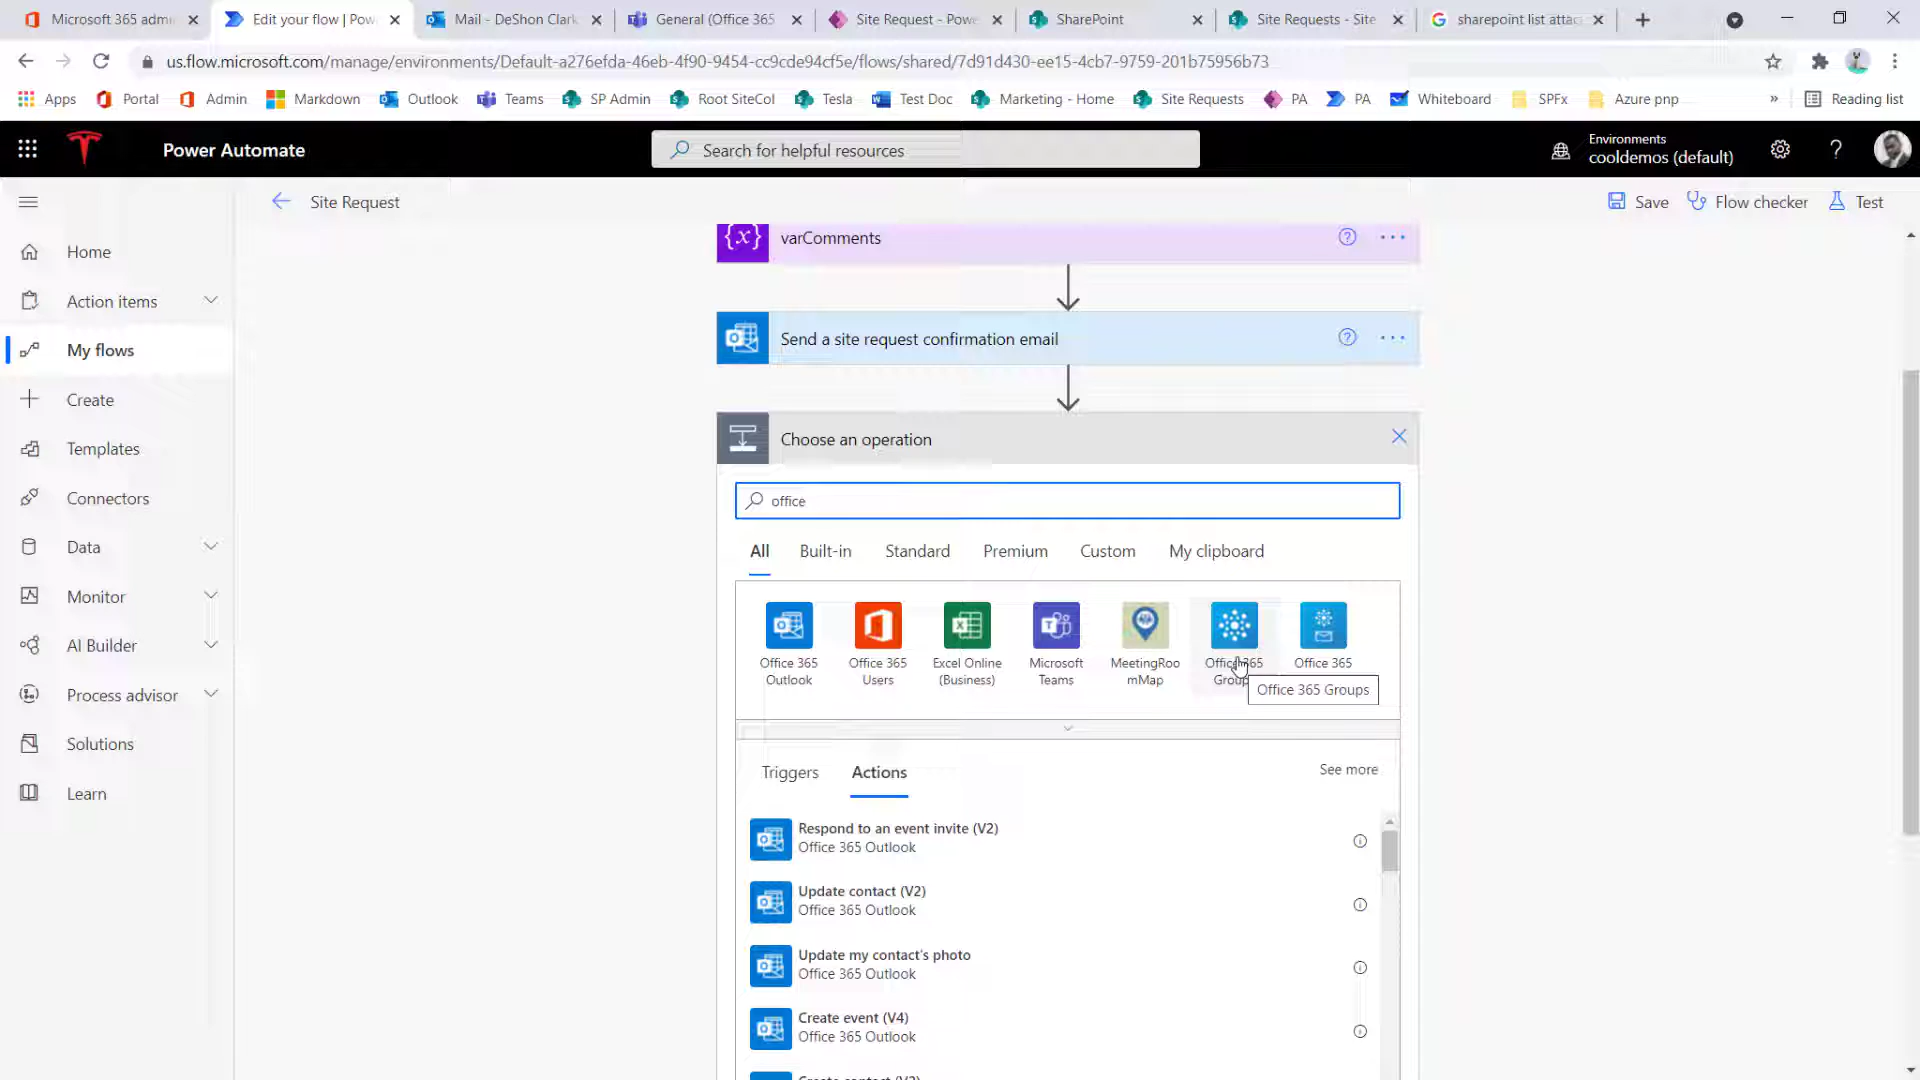 Microsoft 365 admi
Edit your flow | Pow
Mail - DeShon Clark
General (Office 365
Site Request - Powe
SharePoint
Site Requests - Site
sharepoint list attac
us.flow.microsoft.com/manage/environments/Default-a276efda-46eb-4f90-9454-cc9cde94cf5e/flows/shared/7d91d430-ee15-4cb7-9759-201b75956b73
Apps
Portal
Admin
Markdown
Outlook
Teams
SP Admin
Root SiteCol
Tesla
Test Doc
Marketing - Home
Site Requests
PA
PA
Whiteboard
SPFx
Azure pnp
»
Reading list
Power Automate
Search for helpful resources
Environments
cooldemos (default)
Site Request
Save
Flow checker
Test
Home
Action items
My flows
Create
Templates
Connectors
Data
Monitor
AI Builder
Process advisor
Solutions
Learn
varComments
Send a site request confirmation email
Choose an operation
office
All
Built-in
Standard
Premium
Custom
My clipboard
Office 365
Outlook
Office 365
Users
Excel Online
(Business)
Microsoft
Teams
MeetingRoo
mMap
Office 365
Group
Office 365
Office 365 Groups
Triggers
Actions
See more
Respond to an event invite (V2)
Office 365 Outlook
Update contact (V2)
Office 365 Outlook
Update my contact's photo
Office 365 Outlook
Create event (V4)
Office 365 Outlook